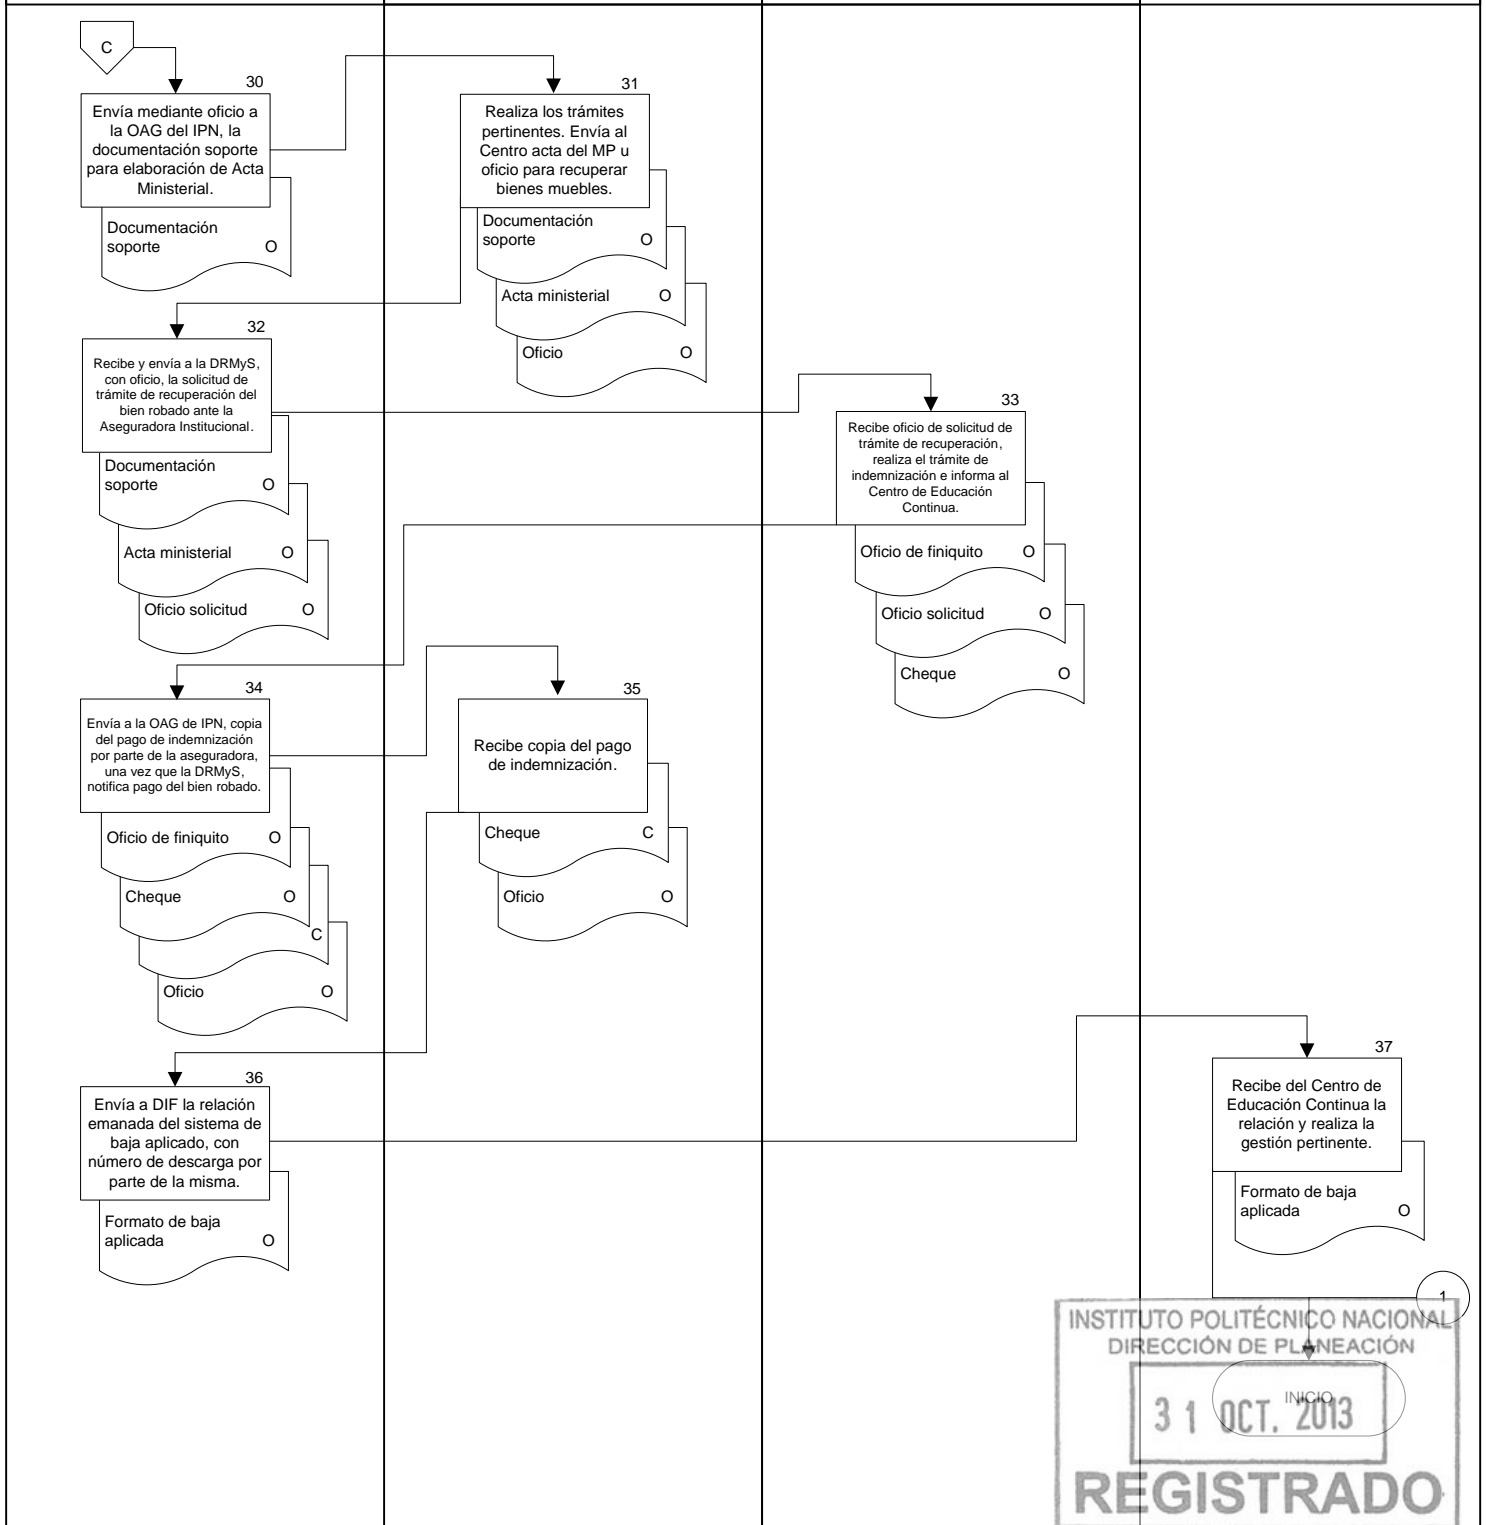 C
30
Envía mediante oficio a
la OAG del IPN, la
documentación soporte
para elaboración de Acta
Ministerial.
Documentación
soporte O
31
Realiza los trámites
pertinentes. Envía al
Centro acta del MP u
oficio para recuperar
bienes muebles.
Documentación
soporte O
Acta ministerial O
Oficio O
32
Recibe y envía a la DRMyS,
con oficio, la solicitud de
trámite de recuperación del
bien robado ante la
Aseguradora Institucional.
Documentación
soporte O
Acta ministerial O
Oficio solicitud O
33
Recibe oficio de solicitud de
trámite de recuperación,
realiza el trámite de
indemnización e informa al
Centro de Educación
Continua.
Oficio de finiquito O
Oficio solicitud O
Cheque O
34
Envía a la OAG de IPN, copia
del pago de indemnización
por parte de la aseguradora,
una vez que la DRMyS,
notifica pago del bien robado.
Oficio de finiquito O
Cheque O
C
Oficio O
35
Recibe copia del pago
de indemnización.
Cheque C
Oficio O
36
Envía a DIF la relación
emanada del sistema de
baja aplicado, con
número de descarga por
parte de la misma.
Formato de baja
aplicada O
37
Recibe del Centro de
Educación Continua la
relación y realiza la
gestión pertinente.
Formato de baja
aplicada O
1
INSTITUTO POLITÉCNICO NACIONAL
DIRECCIÓN DE PLANEACIÓN
INICIO
31 OCT. 2013
REGISTRADO